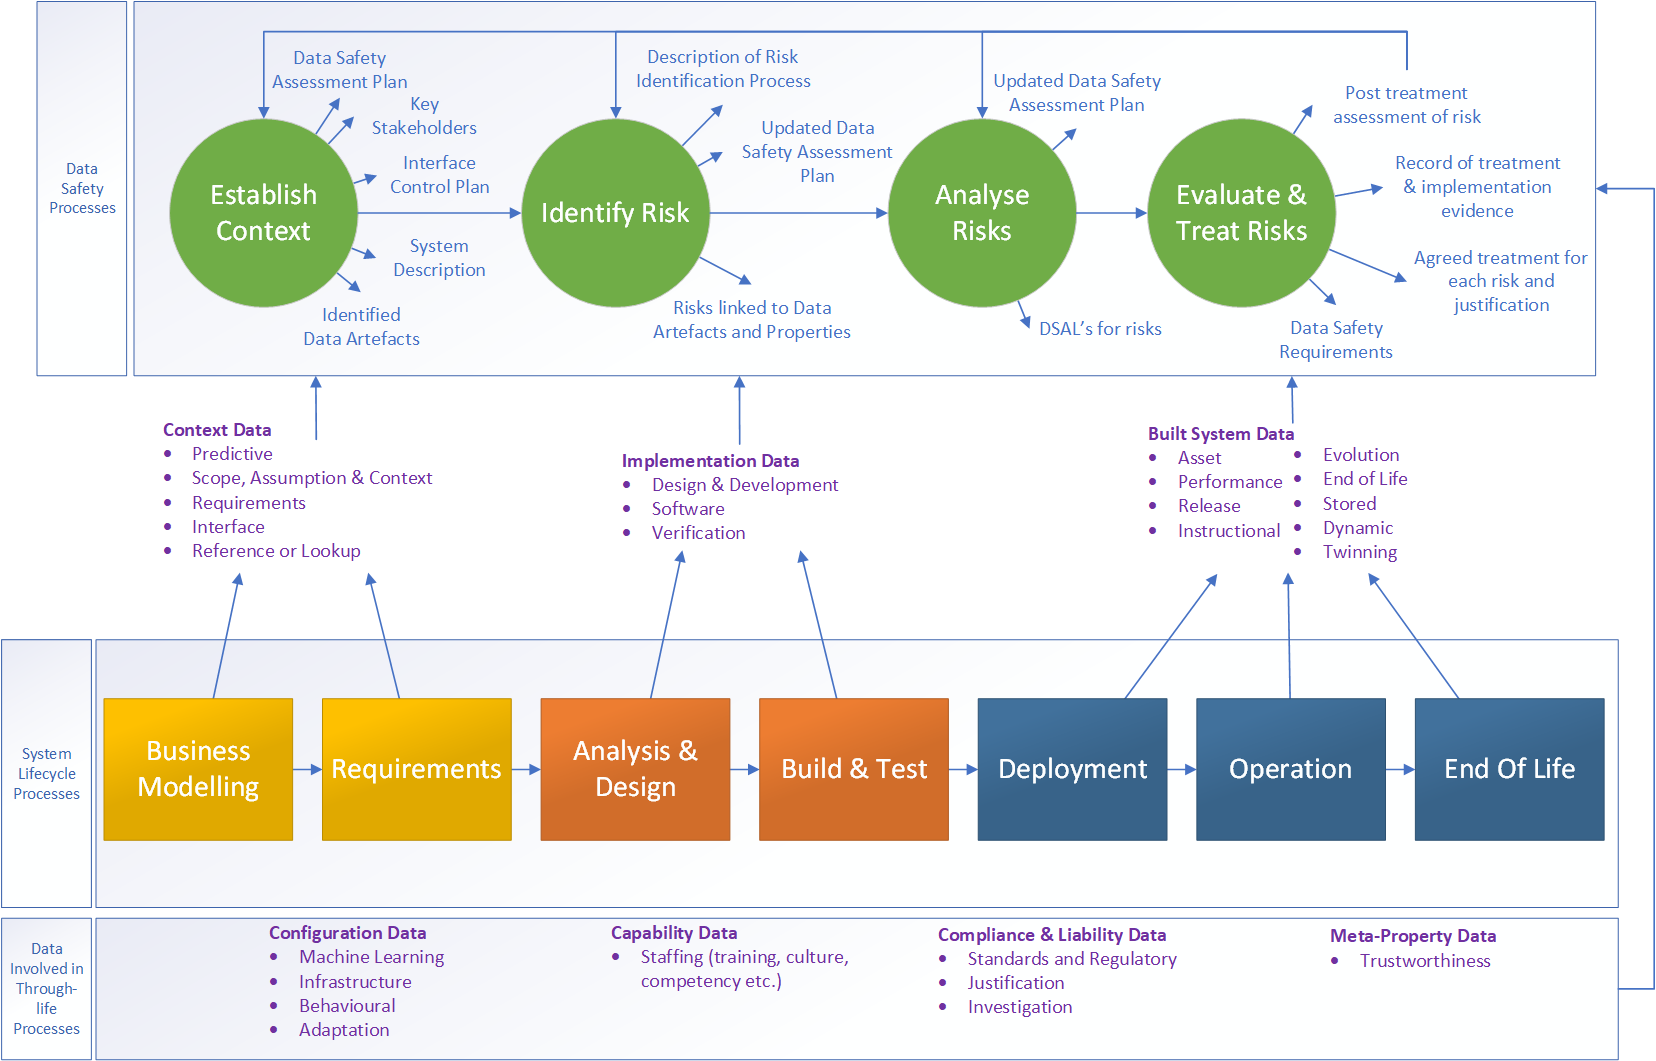 Data
Safety
Processes
Data Safety
Assessment Plan
Key
Stakeholders
Interface
Control Plan
Establish
Context
System
Description
Identified
Data Artefacts
Description of Risk
Identification Process
Updated Data
Safety Assessment
Plan
Identify Risk
Risks linked to Data
Artefacts and Properties
Updated Data Safety
Assessment Plan
Analyse
Risks
DSAL's for risks
Evaluate &
Treat Risks
Post treatment
assessment of risk
Record of treatment
& implementation
evidence
Agreed treatment for
each risk and
justification
Data Safety
Requirements
Context Data
• Predictive
• Scope, Assumption & Context
• Requirements
• Interface
• Reference or Lookup
Implementation Data
• Design & Development
• Software
• Verification
Built System Data
• Asset
• Performance
• Release
• Instructional
• Evolution
• End of Life
• Stored
• Dynamic
• Twinning
System
Lifecycle
Processes
Business
Modelling
Requirements
Analysis &
Design
Build & Test
Deployment
Operation
End Of Life
Data
Involved in
Through-
life
Processes
Configuration Data
• Machine Learning
• Infrastructure
• Behavioural
• Adaptation
Capability Data
• Staffing (training, culture,
competency etc.)
Compliance & Liability Data
• Standards and Regulatory
• Justification
• Investigation
Meta-Property Data
• Trustworthiness